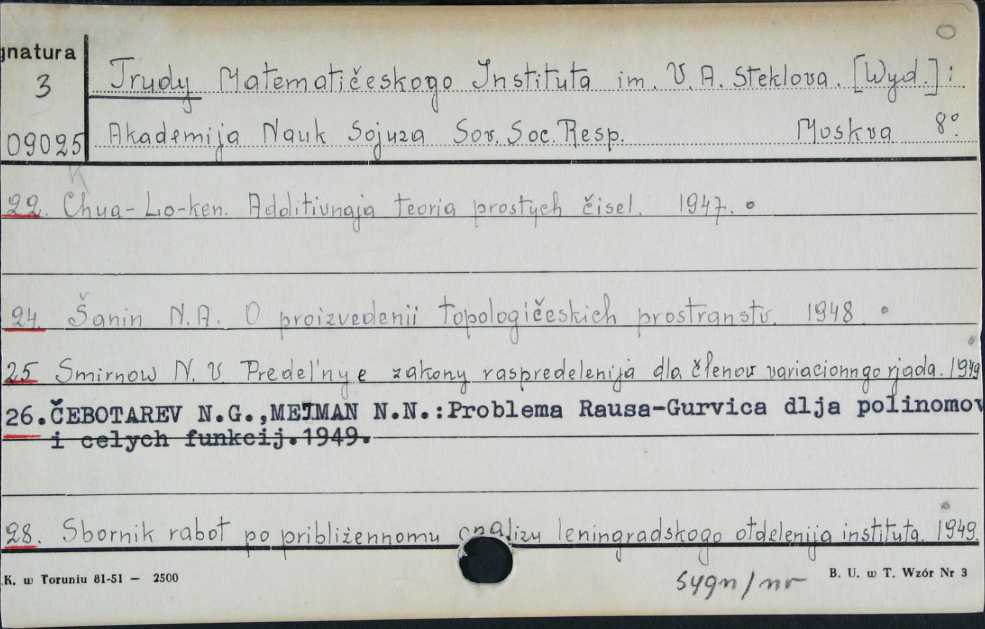 gnatura
3
09025
Trudy Matematičeskogo Instituta im. V. A. Steklova. [Wyd.]:
Akademija Nauk Sojuza Sov. Soc. Resp. Moskva 8°
22. Chua-Lo-ken. Additivnaja teoria prostych čisel. 1947.
24. Šanin N.A. O proizvedenii topologičeskich prostranstv. 1948
25 Smirnow N.V. Predel'nye zakony raspredelenija dla členov variacionngo rjada. 1949
26. ČEBOTAREV N.G., MEJMAN N.N.: Problema Rausa-Gurvica dlja polinomov
i celych funkcij. 1949.
28. Sbornik rabot po približennomu analizu leningradskogo otdelenija instituta. 1949.
K. w Toruniu 81-51 — 2500
sygn/nr
B. U. w T. Wzór Nr 3